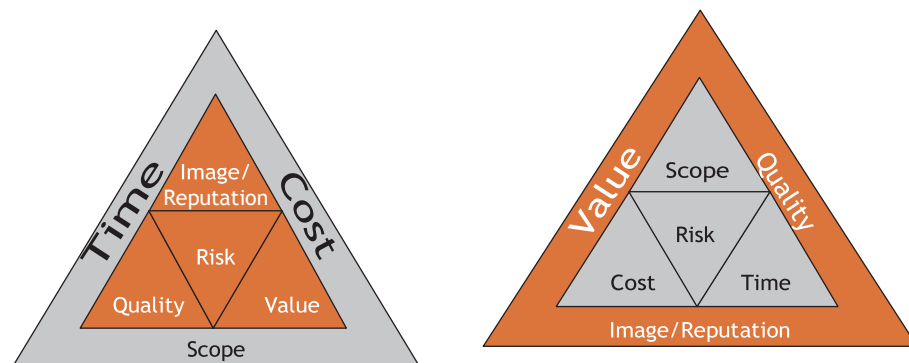 Time
Cost
Image/
Reputation
Risk
Quality
Value
Scope
Value
Quality
Scope
Risk
Cost
Time
Image/Reputation